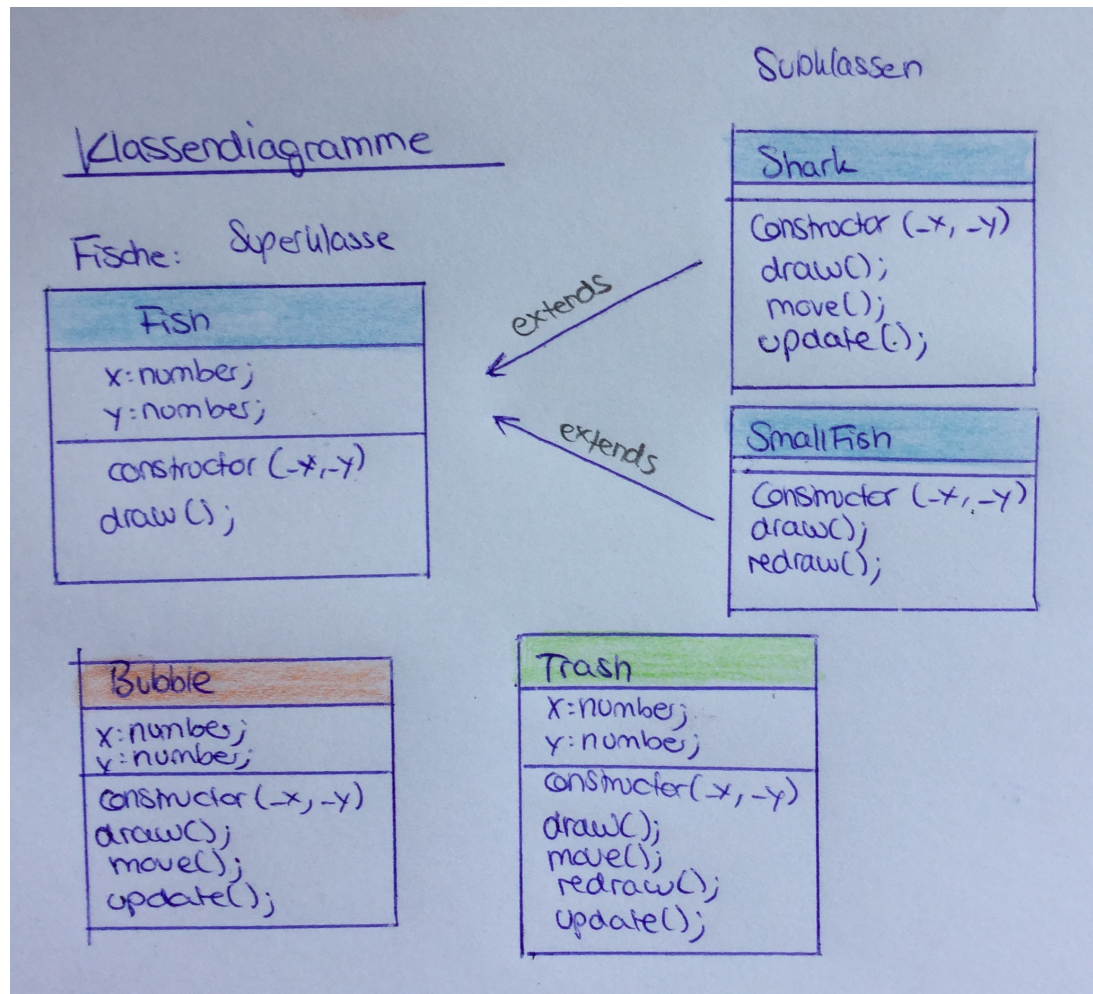 Klassendiagramme
Fische: Superklasse
Fish
x:number;
y:number;
constructor (_x,_y)
draw();
extends
extends
Subklassen
Shark
Constructor (_x, _y)
draw();
move();
update();
SmallFish
Constructor (_x, _y)
draw();
redraw();
Bubble
x:number;
y:number;
constructor (_x, _y)
draw();
move();
update();
Trash
x:number;
y:number;
constructor(_x, _y)
draw();
move();
redraw();
update();